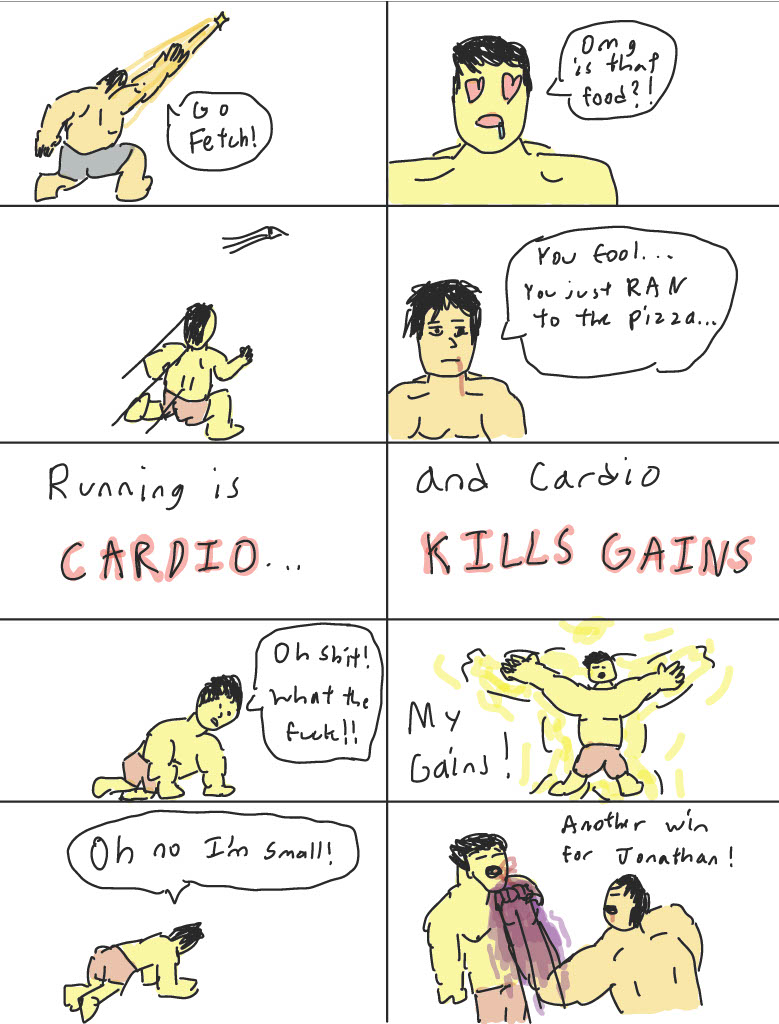 Go
Fetch!
Omg
is that
food?!
You fool...
You just RAN
to the pizza...
Running is
CARDIO...
and Cardio
KILLS GAINS
Oh shit!
What the
fuck!!
My
Gains!
Oh no I'm small!
Another win
for Jonathan!